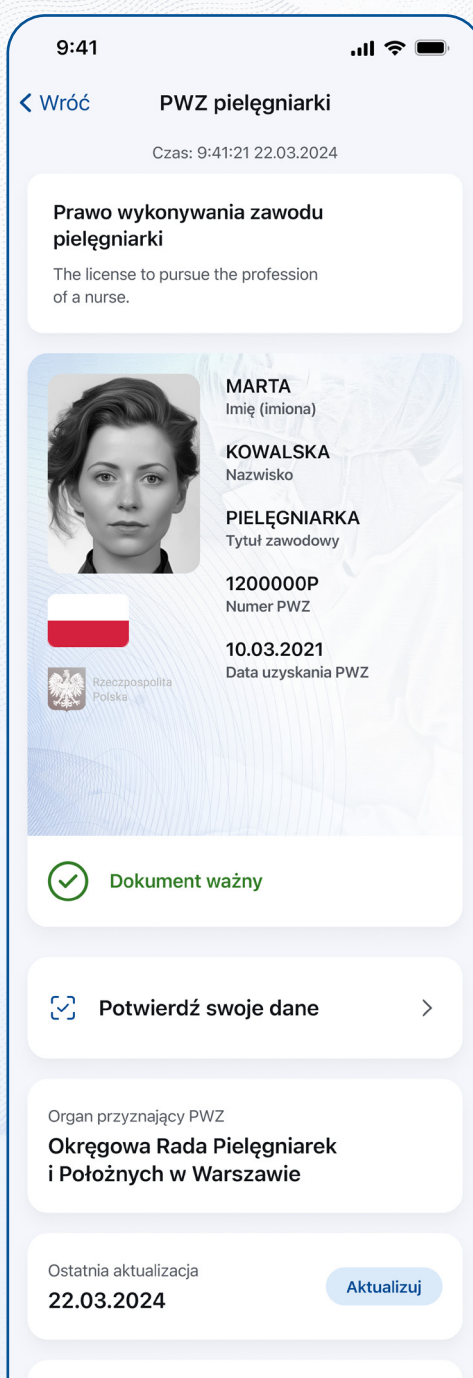 9:41
Wróć
PWZ pielęgniarki
Czas: 9:41:21 22.03.2024
Prawo wykonywania zawodu
pielęgniarki
The license to pursue the profession
of a nurse.
MARTA
Imię (imiona)
KOWALSKA
Nazwisko
PIELĘGNIARKA
Tytuł zawodowy
1200000P
Numer PWZ
10.03.2021
Data uzyskania PWZ
Rzeczpospolita
Polska
Dokument ważny
Potwierdź swoje dane
Organ przyznający PWZ
Okręgowa Rada Pielęgniarek
i Położnych w Warszawie
Ostatnia aktualizacja
22.03.2024
Aktualizuj